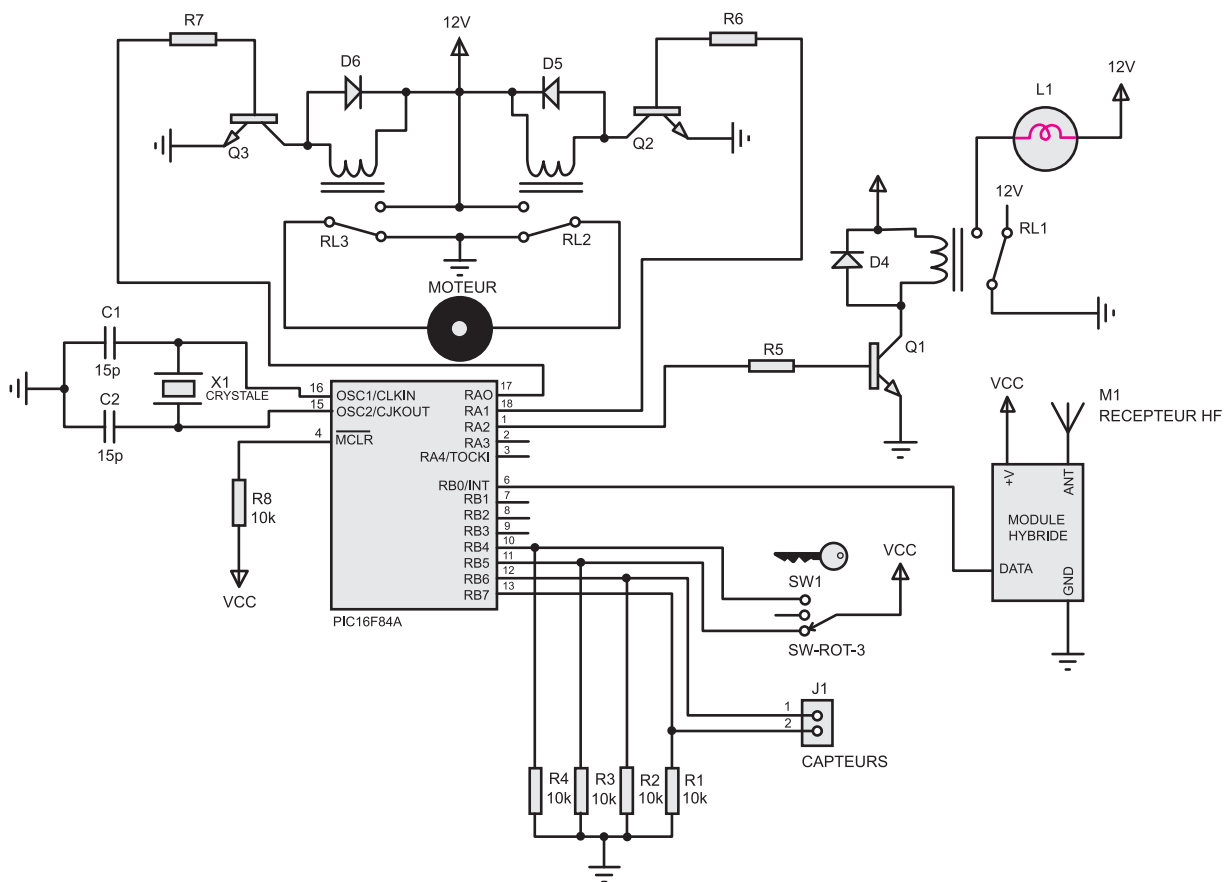 R7
12V
R6
D6
D5
Q3
Q2
L1
12V
12V
RL3
RL2
RL1
D4
MOTEUR
C1
15p
X1
CRYSTALE
C2
15p
R5
Q1
16
OSC1/CLKIN
15
OSC2/CJKOUT
4
MCLR
RAO
17
RA1
18
RA2
1
RA3
2
RA4/TOCKI
3
RB0/INT
6
RB1
7
RB2
8
RB3
9
RB4
10
RB5
11
RB6
12
RB7
13
PIC16F84A
R8
10k
VCC
VCC
M1
RECEPTEUR HF
+V
ANT
MODULE
HYBRIDE
DATA
GND
VCC
SW1
SW-ROT-3
J1
1
2
CAPTEURS
R4
10k
R3
10k
R2
10k
R1
10k